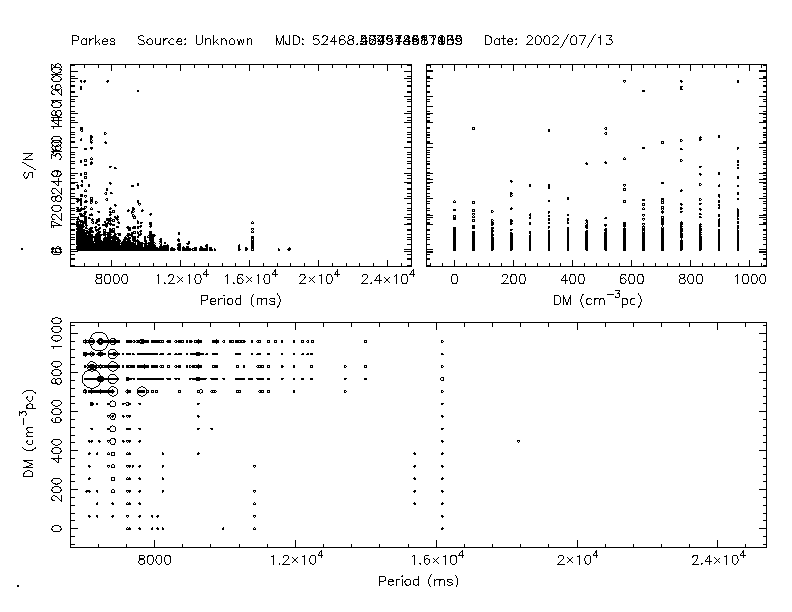 Parkes Source: Unknown MJD: Date: 2002/07/13
S/N
8000 1.2×10⁴ 1.6×10⁴ 2×10⁴ 2.4×10⁴
Period (ms)
0 200 400 600 800 1000
DM (cm⁻³pc)
DM (cm⁻³pc)
1000
800
600
400
200
0
8000 1.2×10⁴ 1.6×10⁴ 2×10⁴ 2.4×10⁴
Period (ms)